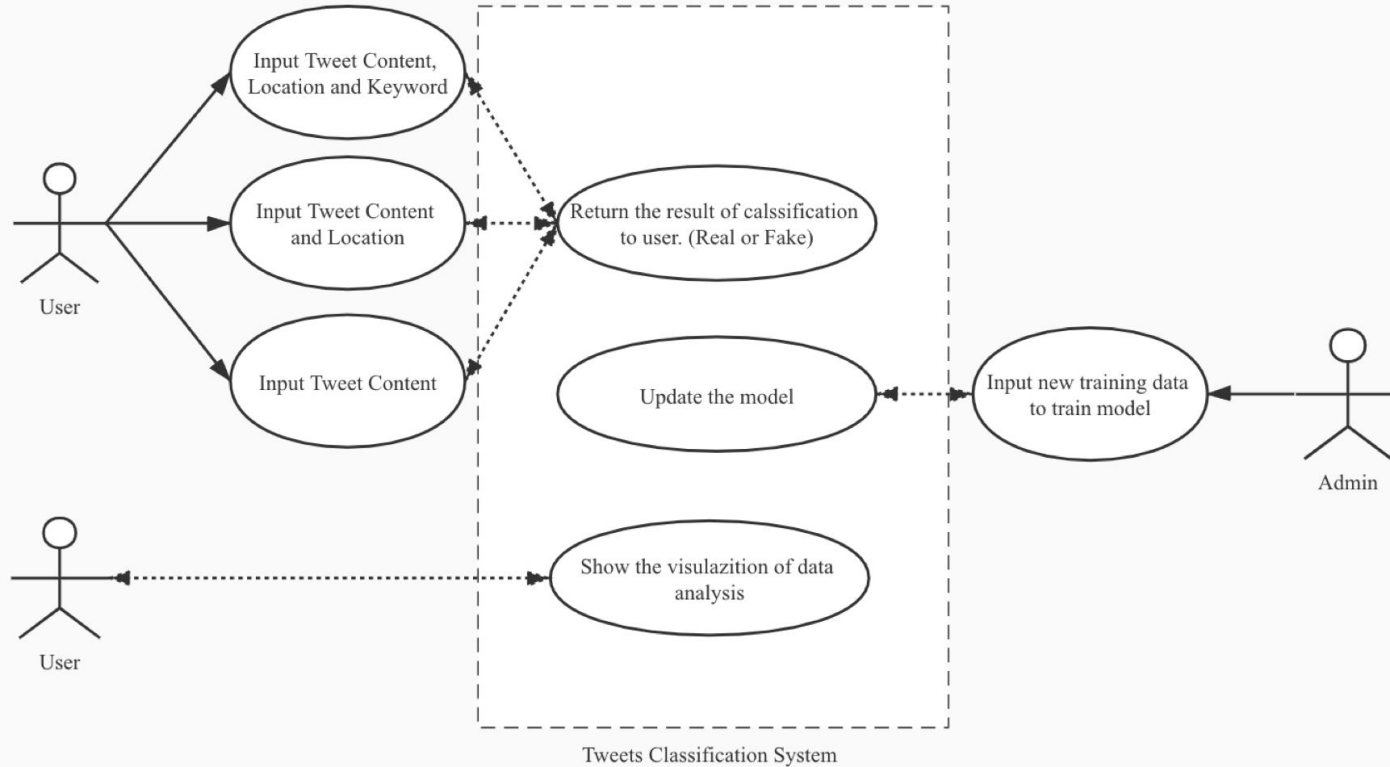 Input Tweet Content,
Location and Keyword
Input Tweet Content
and Location
Input Tweet Content
User
Return the result of calssification
to user. (Real or Fake)
Update the model
Input new training data
to train model
Admin
Show the visulazition of data
analysis
User
Tweets Classification System